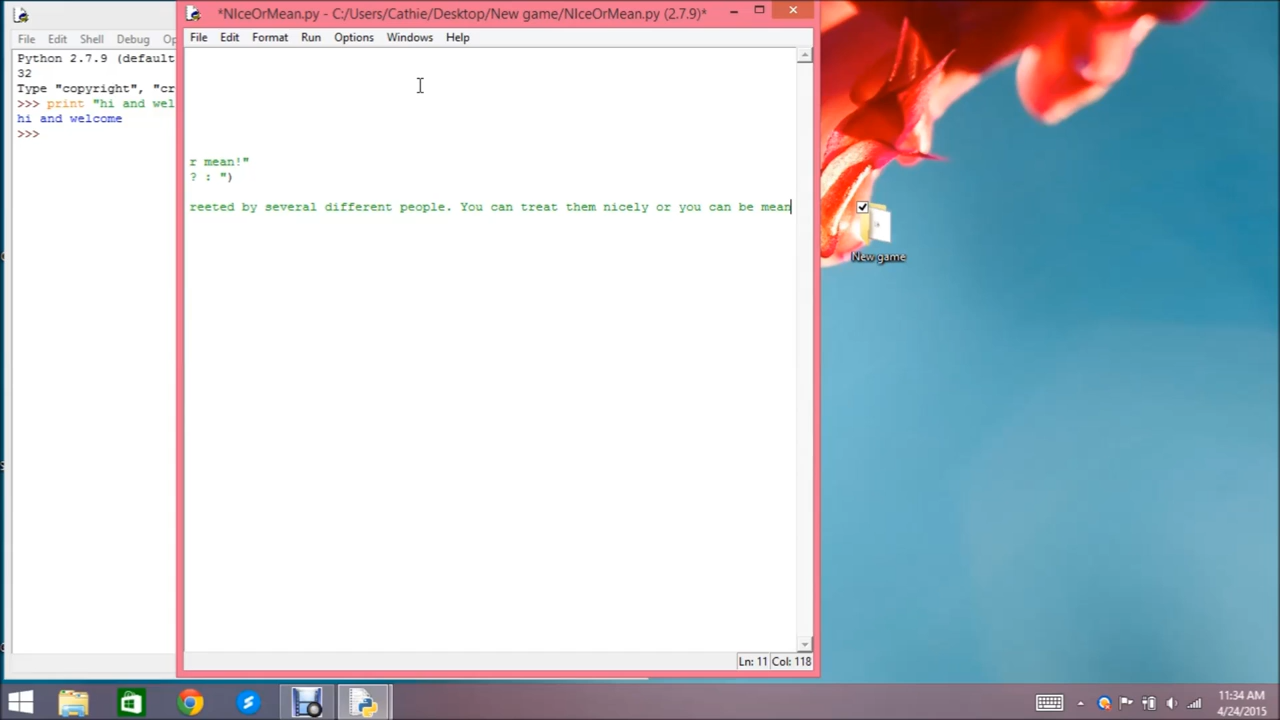 *NIceOrMean.py - C:/Users/Cathie/Desktop/New game/NIceOrMean.py (2.7.9)*
File Edit Shell Debug Op
File Edit Format Run Options Windows Help
Python 2.7.9 (default
32
Type "copyright", "cr
>>> print "hi and wel
hi and welcome
>>>
r mean!"
? : ")
reeted by several different people. You can treat them nicely or you can be mean
New game
Ln: 11 Col: 118
11:34 AM
4/24/2015